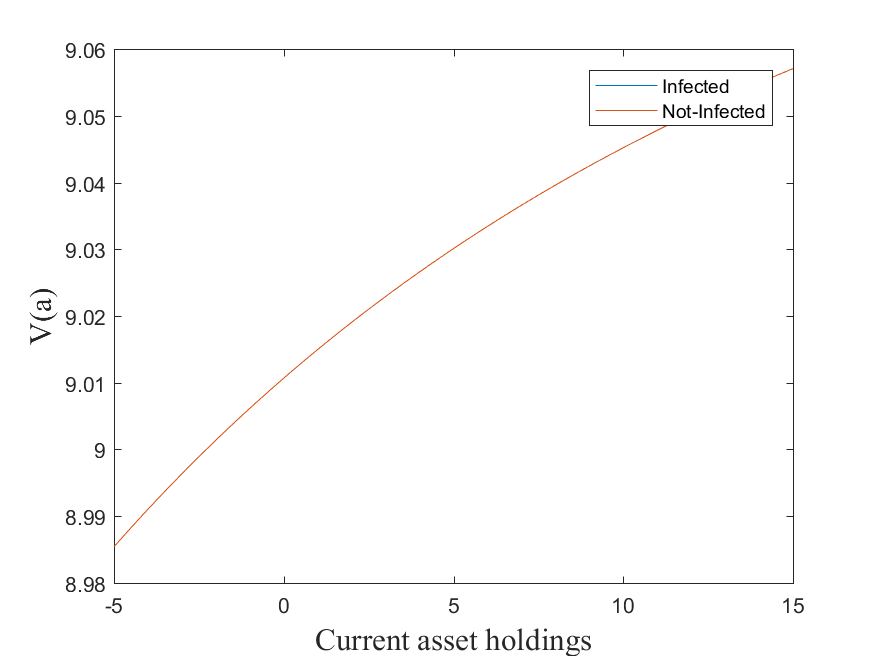 9.06
9.05
9.04
9.03
9.02
9.01
9
8.99
8.98
V(a)
Infected
Not-Infected
-5 0 5 10 15
Current asset holdings